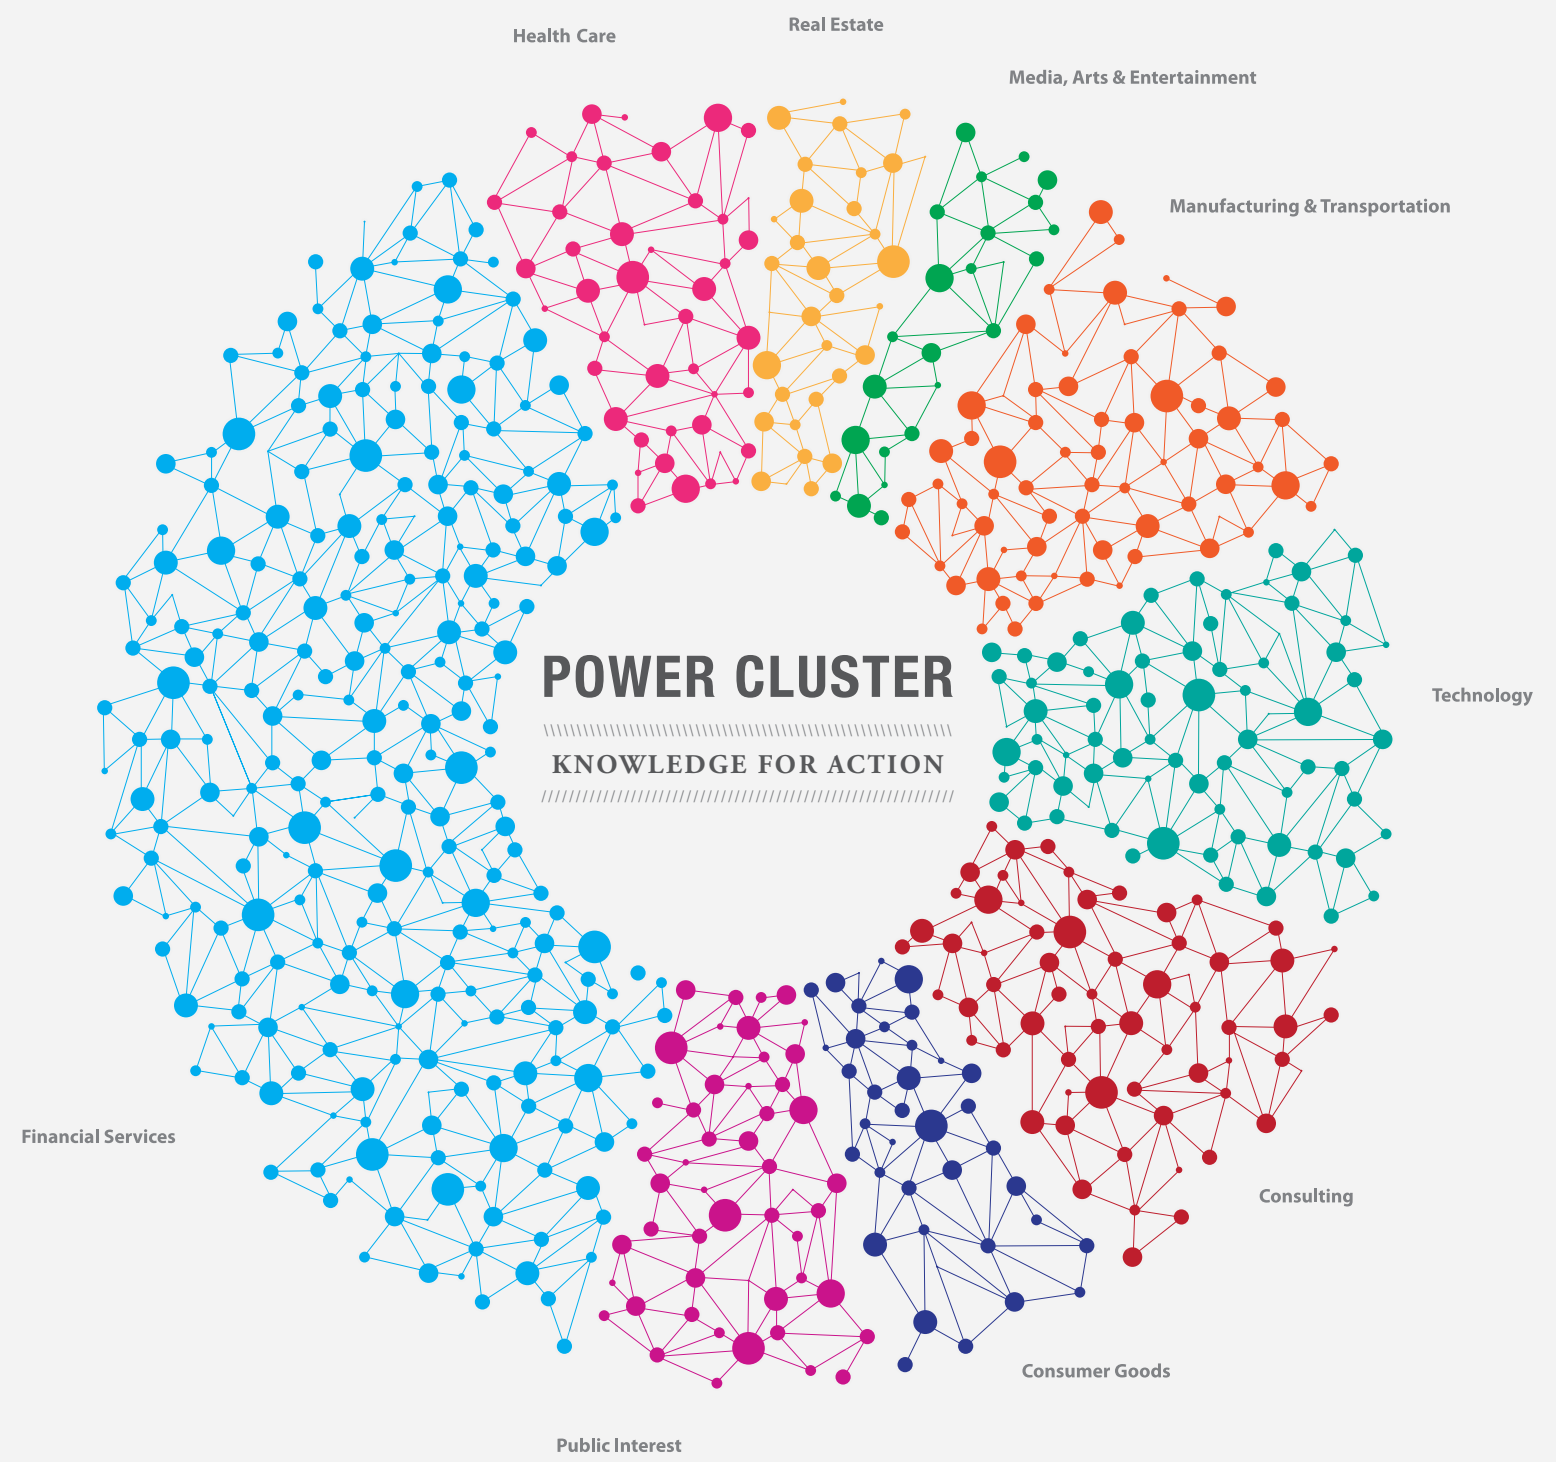 Real Estate
Health Care
Media, Arts & Entertainment
Manufacturing & Transportation
POWER CLUSTER
Technology
KNOWLEDGE FOR ACTION
Financial Services
Consulting
Consumer Goods
Public Interest